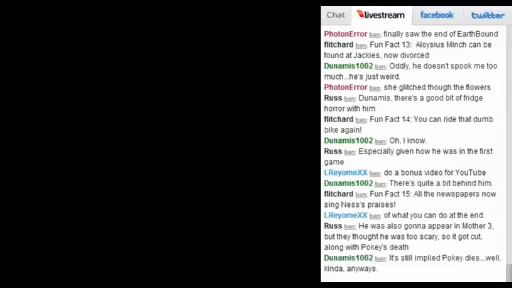 Chat livestream facebook twitter
PhotonError ban: finally saw the end of EarthBound
flitchard ban: Fun Fact 13: Aloysius Minch can be
found at Jackies, now divorced
Dunamis1002 ban: Oddly, he doesn't spook me too
much...he's just weird.
PhotonError ban: she glitched though the flowers
Russ ban: Dunamis, there's a good bit of fridge
horror with him
flitchard ban: Fun Fact 14: You can ride that dumb
bike again!
Dunamis1002 ban: Oh, I know.
Russ ban: Especially given how he was in the first
game
LReyomeXX ban: do a bonus video for YouTube
Dunamis1002 ban: There's quite a bit behind him.
flitchard ban: Fun Fact 15: All the newspapers now
sing Ness's praises!
LReyomeXX ban: of what you can do at the end
Russ ban: He was also gonna appear in Mother 3,
but they thought he was too scary, so it got cut,
along with Pokey's death
Dunamis1002 ban: It's still implied Pokey dies...well,
kinda, anyways.